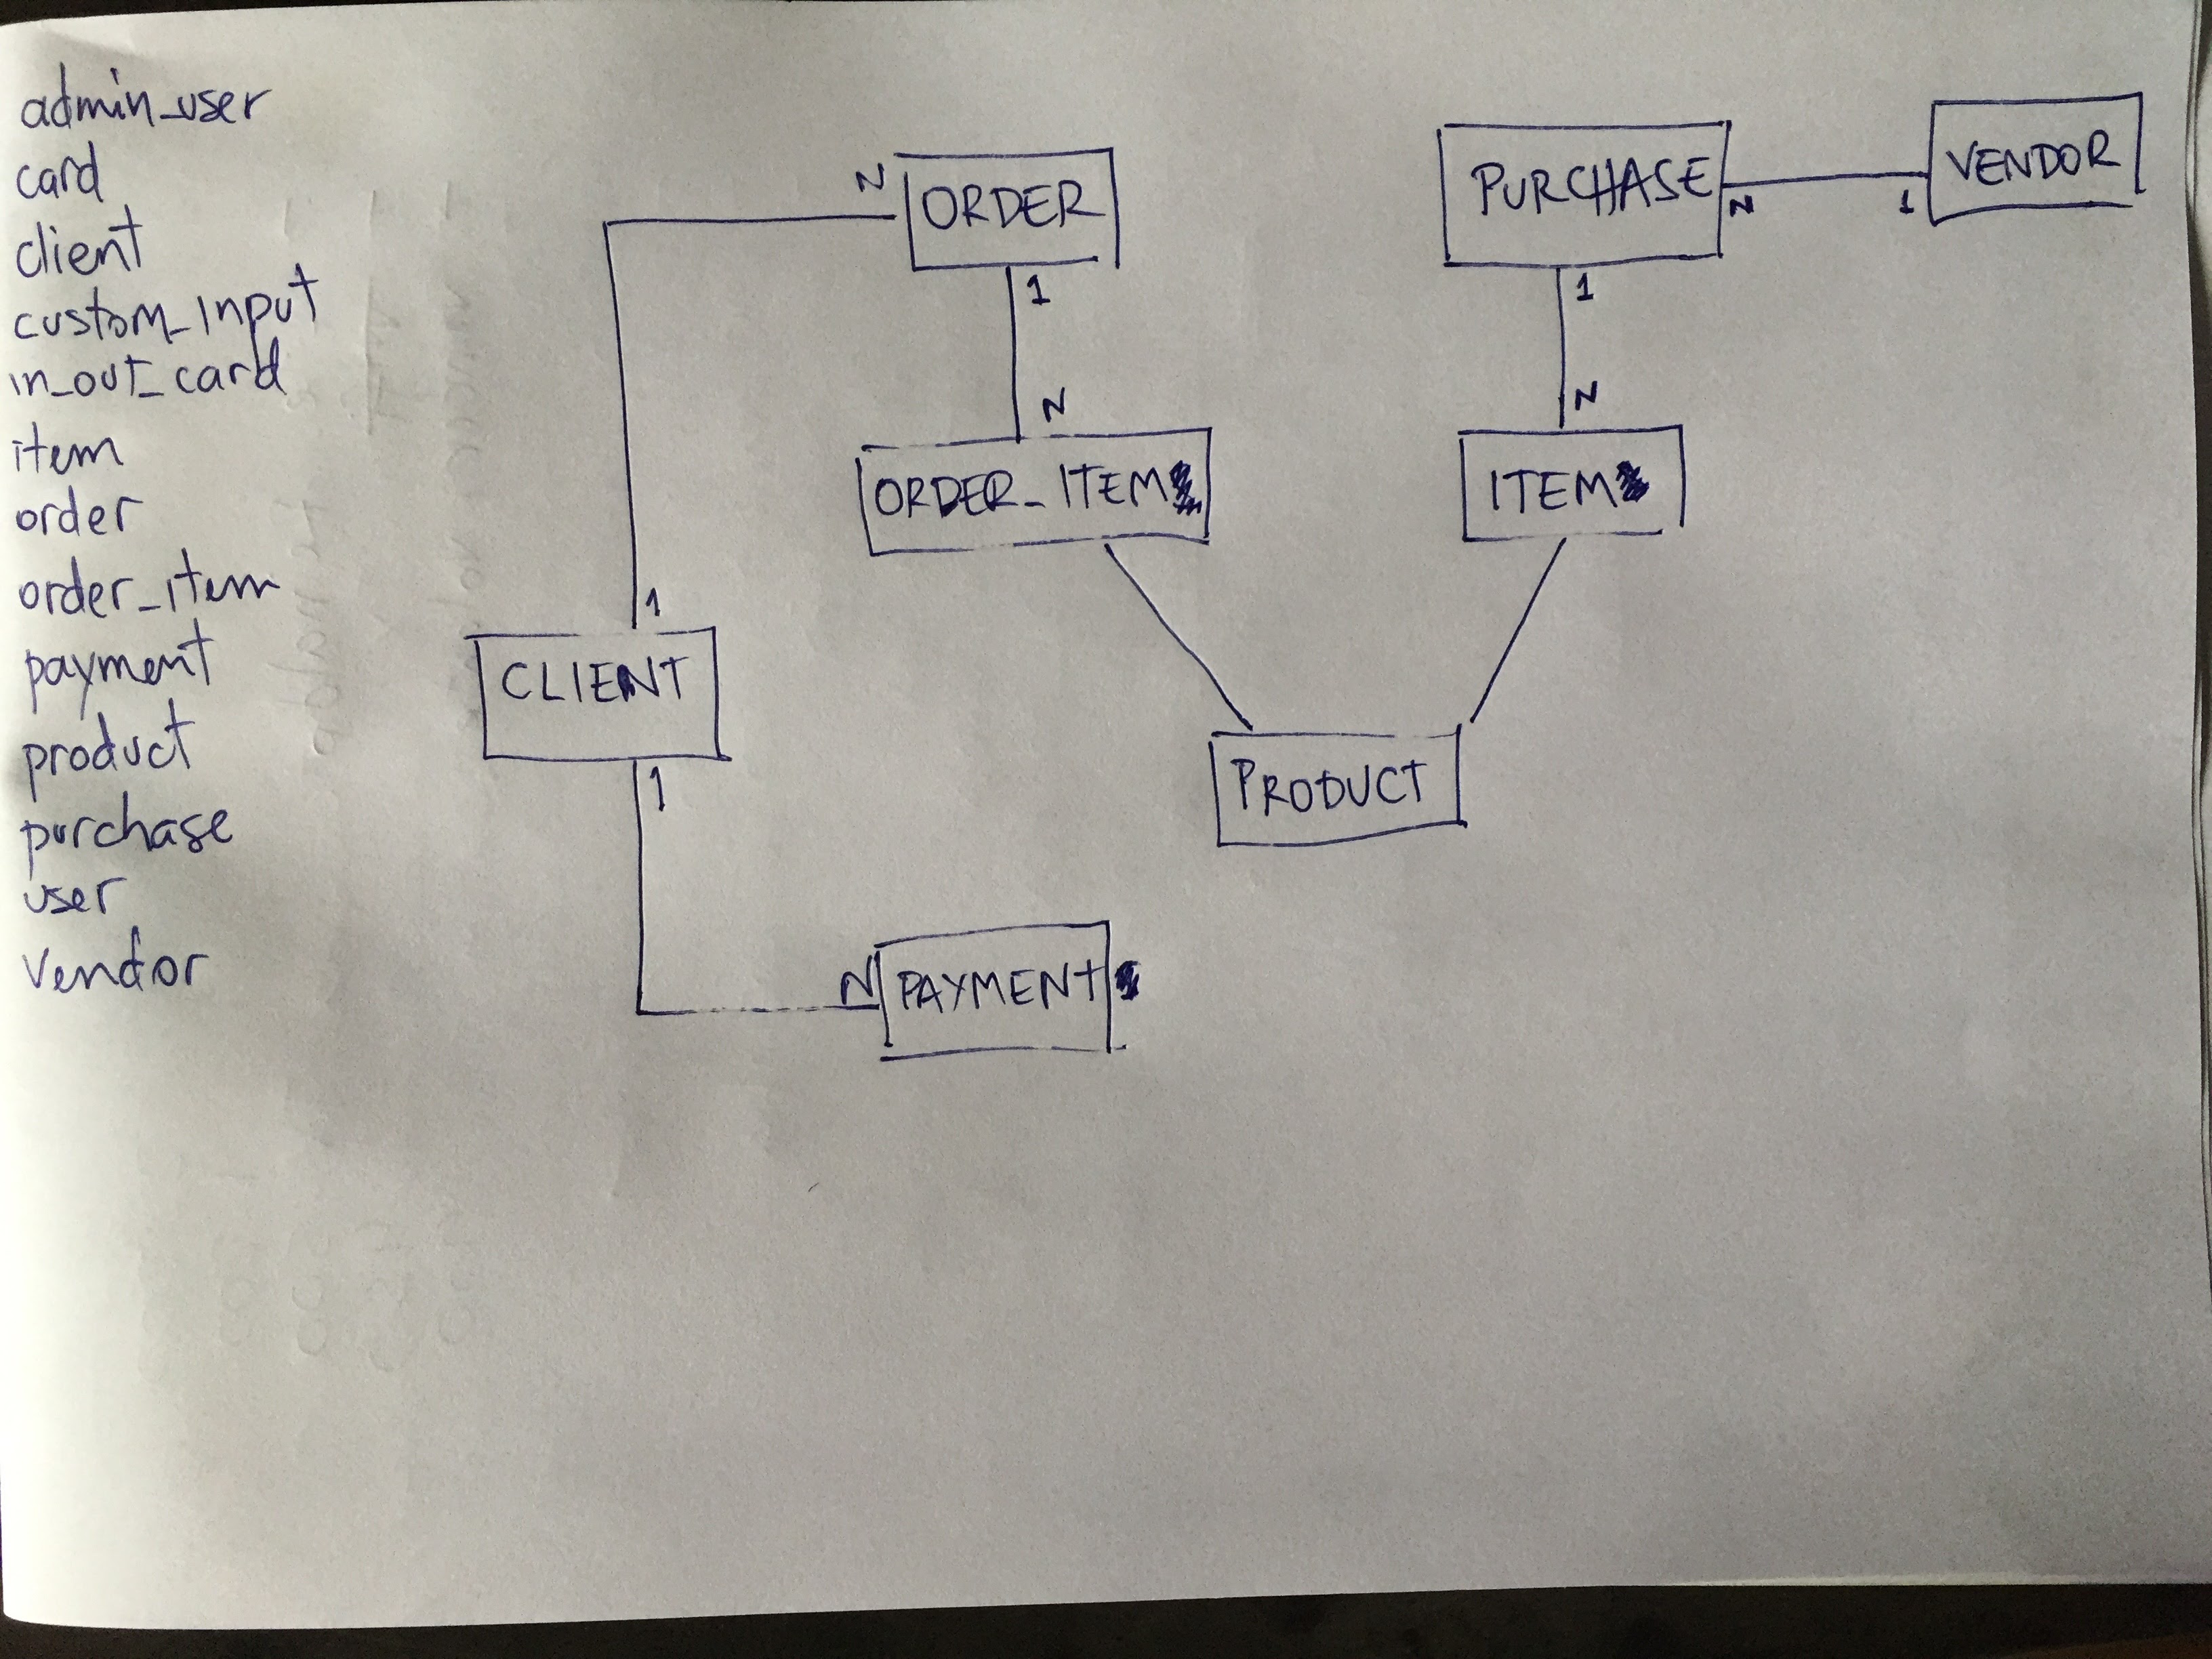 admin_user
card
client
custom_input
in_out_card
item
order
order_item
payment
product
purchase
user
vendor
N
ORDER
1
N
ORDER_ITEM
PURCHASE
N
1
VENDOR
1
N
ITEM
1
CLIENT
1
PRODUCT
N
PAYMENT